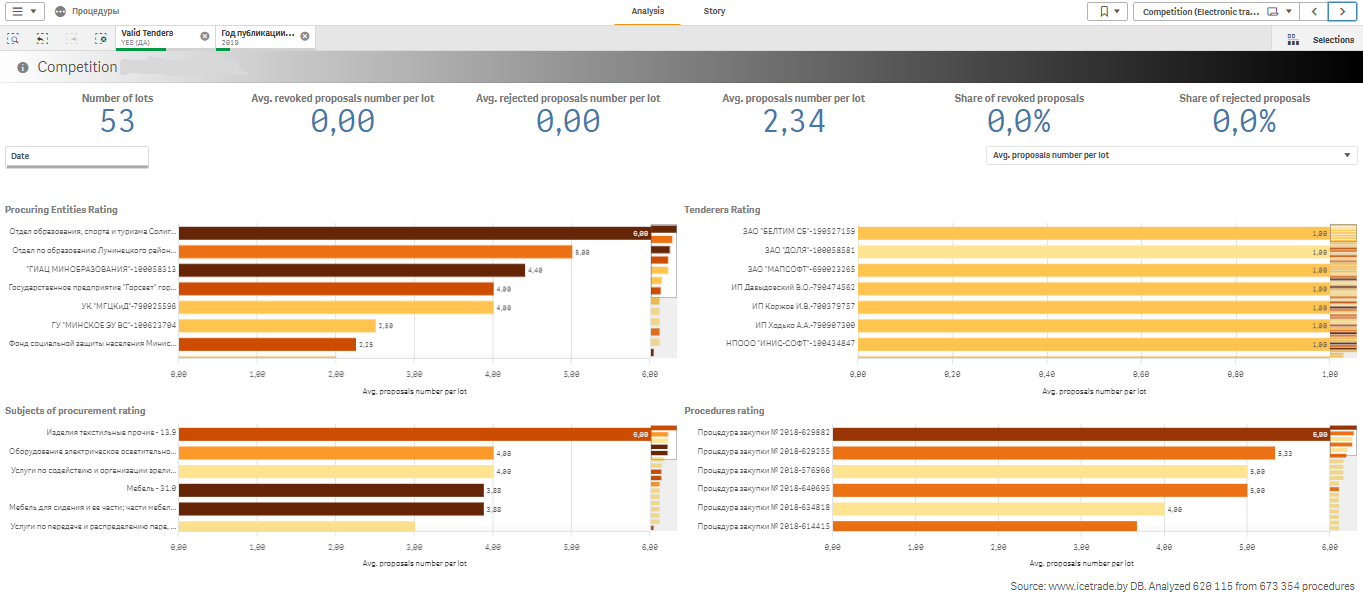 Процедуры
Analysis
Story
Competition (Electronic tra...
Valid Tenders
YES (ДА)
Год публикации...
2019
Selections
Competition
Number of lots
53
Avg. revoked proposals number per lot
0,00
Avg. rejected proposals number per lot
0,00
Avg. proposals number per lot
2,34
Share of revoked proposals
0,0%
Share of rejected proposals
0,0%
Date
Avg. proposals number per lot
Procuring Entities Rating
Отдел образования, спорта и туризма Солиг... 6,00
Отдел по образованию Лунинецкого район... 5,00
"ГИАЦ МИНОБРАЗОВАНИЯ"-100058313 4,40
Государственное предприятие "Горсвет" гор... 4,00
УК "МГЦКиД"-790025596 4,00
ГУ "МИНСКОЕ ЭУ ВС"-100623704 2,50
Фонд социальной защиты населения Минис... 2,25
0,00 1,00 2,00 3,00 4,00 5,00 6,00
Avg. proposals number per lot
Tenderers Rating
ЗАО "БЕЛТИМ СБ"-190527159 1,00
ЗАО "ДОЛЯ"-100058581 1,00
ЗАО "МАПСОФТ"-690023265 1,00
ИП Давыдовский В.О.-790474562 1,00
ИП Коржов И.В.-700379757 1,00
ИП Ходько А.А.-790907300 1,00
НПООО "ИНИС-СОФТ"-100434847 1,00
0,00 0,20 0,40 0,60 0,80 1,00
Avg. proposals number per lot
Subjects of procurement rating
Изделия текстильные прочие - 13.9 6,00
Оборудование электрическое осветительно... 4,00
Услуги по содействию и организации зрели... 4,00
Мебель - 31.0 3,88
Мебель для сидения и ее части; части мебел... 3,88
Услуги по передаче и распределению пара, ...
0,00 1,00 2,00 3,00 4,00 5,00 6,00
Avg. proposals number per lot
Procedures rating
Процедура закупки № 2018-629882 6,00
Процедура закупки № 2018-629255 5,33
Процедура закупки № 2018-576966 5,00
Процедура закупки № 2018-640695 5,00
Процедура закупки № 2018-634818 4,00
Процедура закупки № 2018-614415
0,00 1,00 2,00 3,00 4,00 5,00 6,00
Avg. proposals number per lot
Source: www.icetrade.by DB. Analyzed 620 115 from 673 354 procedures